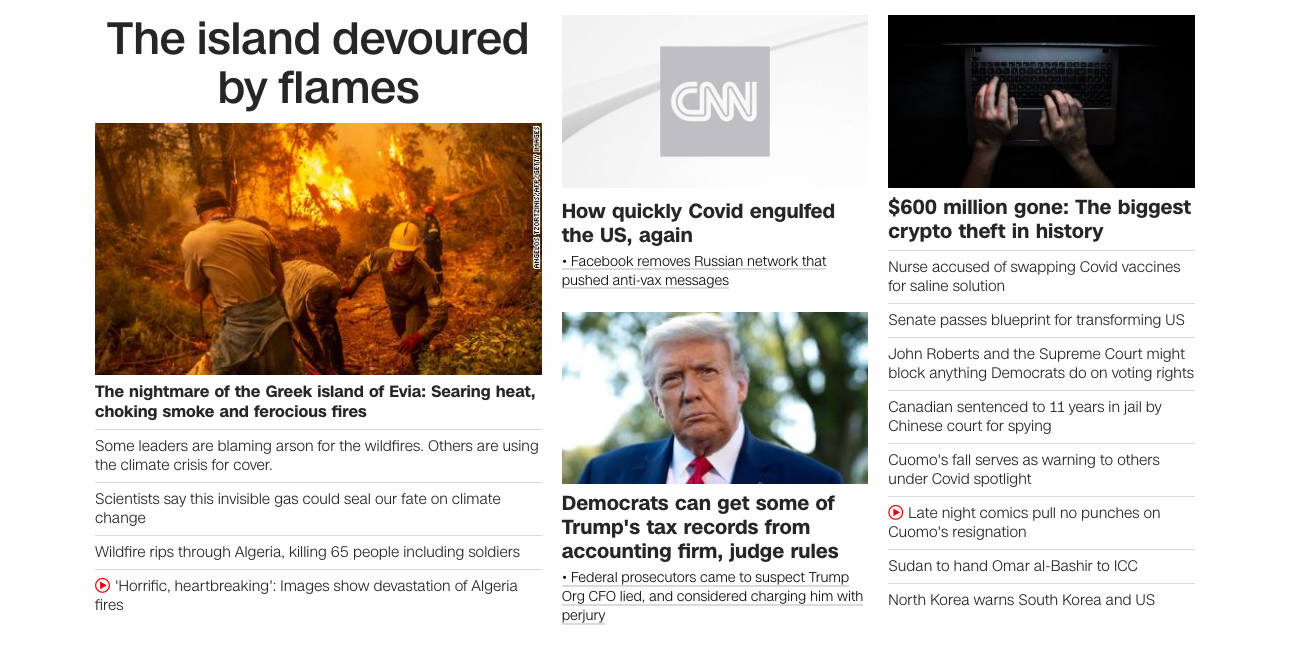 The island devoured
by flames
ANGELOS TZORTZINIS/AFP/GETTY IMAGES
The nightmare of the Greek island of Evia: Searing heat,
choking smoke and ferocious fires
Some leaders are blaming arson for the wildfires. Others are using
the climate crisis for cover.
Scientists say this invisible gas could seal our fate on climate
change
Wildfire rips through Algeria, killing 65 people including soldiers
'Horrific, heartbreaking': Images show devastation of Algeria
fires
CNN
How quickly Covid engulfed
the US, again
• Facebook removes Russian network that
pushed anti-vax messages
Democrats can get some of
Trump's tax records from
accounting firm, judge rules
• Federal prosecutors came to suspect Trump
Org CFO lied, and considered charging him with
perjury
$600 million gone: The biggest
crypto theft in history
Nurse accused of swapping Covid vaccines
for saline solution
Senate passes blueprint for transforming US
John Roberts and the Supreme Court might
block anything Democrats do on voting rights
Canadian sentenced to 11 years in jail by
Chinese court for spying
Cuomo's fall serves as warning to others
under Covid spotlight
Late night comics pull no punches on
Cuomo's resignation
Sudan to hand Omar al-Bashir to ICC
North Korea warns South Korea and US